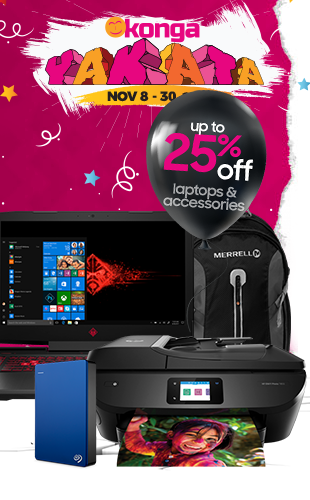 konga
YAKATA
NOV 8 - 30
up to
25%
off
laptops &
accessories
MERRELL